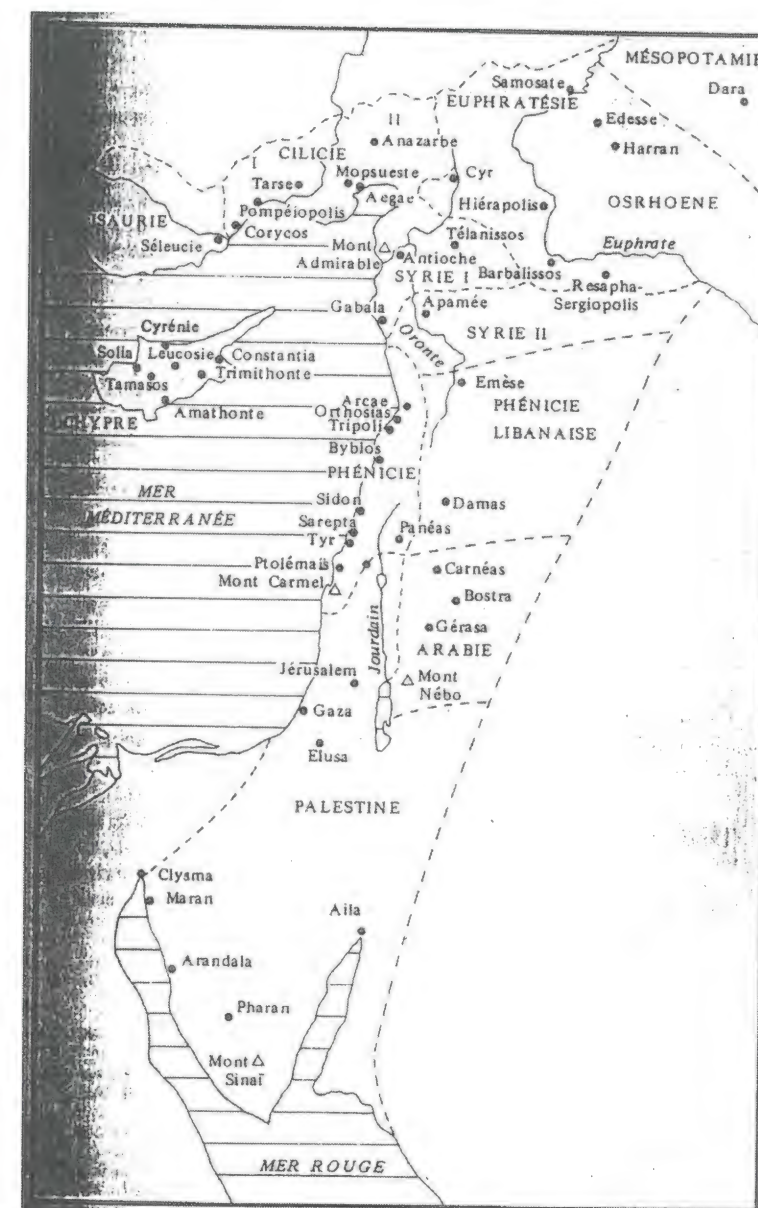 MÉSOPOTAMIE
Samosate
Dara
EUPHRATÉSIE
II
Edesse
Anazarbe
Harran
I
CILICIE
Mopsueste
Cyr
Tarse
Aegae
Hiérapolis
OSRHOENE
ISAURIE
Pompéiopolis
Corycos
Télanissos
Euphrate
Séleucie
Mont
Admirable
Antioche
SYRIE I
Barbalissos
Resapha-
Sergiopolis
Apamée
Gabala
SYRIE II
Oronte
Cyrénie
Solia
Leucosie
Constantia
Tamasos
Trimithonte
Emèse
Amathonte
Arcae
Orthosias
PHÉNICIE
LIBANAISE
CHYPRE
Tripoli
Byblos
PHÉNICIE
MER
MÉDITERRANÉE
Sidon
Damas
Sarepta
Tyr
Panéas
Ptolémaïs
Carnéas
Mont Carmel
Bostra
Gérasa
Jourdain
ARABIE
Jérusalem
Mont
Nébo
Gaza
Elusa
PALESTINE
Clysma
Maran
Aila
Arandala
Pharan
Mont
Sinaï
MER ROUGE